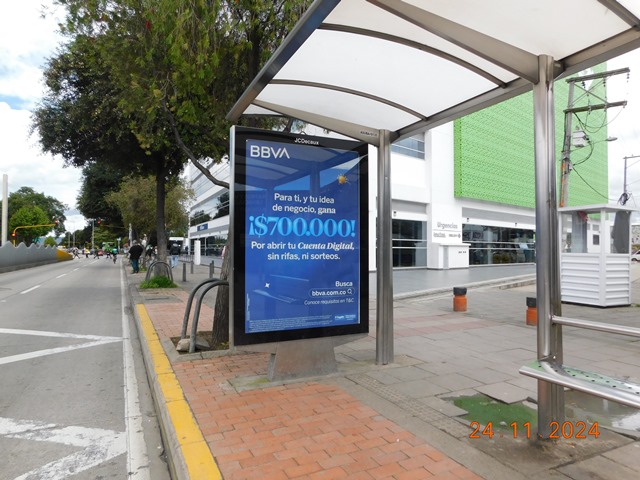 JCDecaux
BBVA
Para ti, y tu idea
de negocio, gana
¡$700.000!
Por abrir tu Cuenta Digital,
sin rifas, ni sorteos.
Busca
bbva.com.co
Conoce requisitos en T&C
Urgencias
24 11 2024